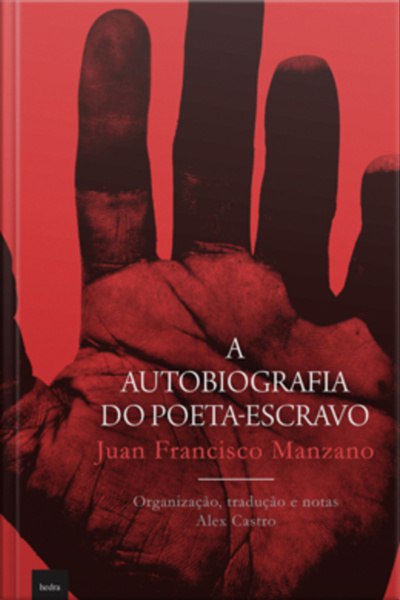 A
AUTOBIOGRAFIA
DO POETA-ESCRAVO
Juan Francisco Manzano
Organização, tradução e notas
Alex Castro
hedra